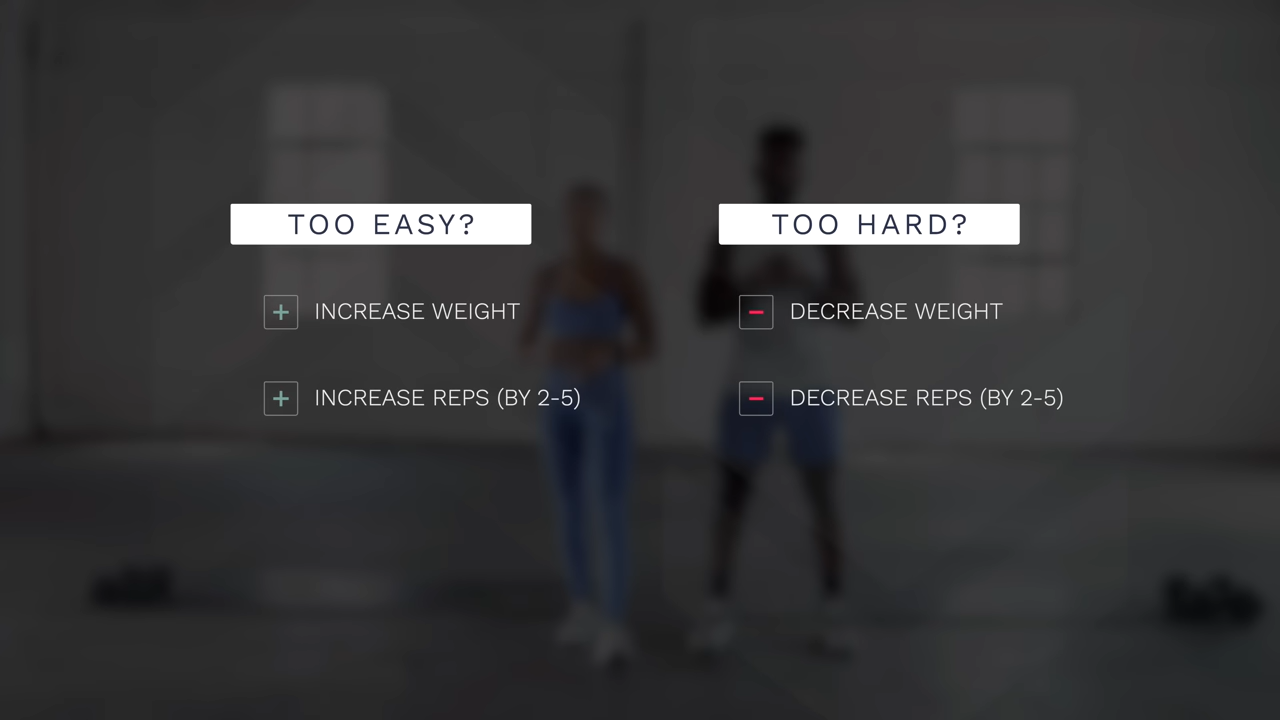 TOO EASY?
+ INCREASE WEIGHT
+ INCREASE REPS (BY 2-5)
TOO HARD?
− DECREASE WEIGHT
− DECREASE REPS (BY 2-5)